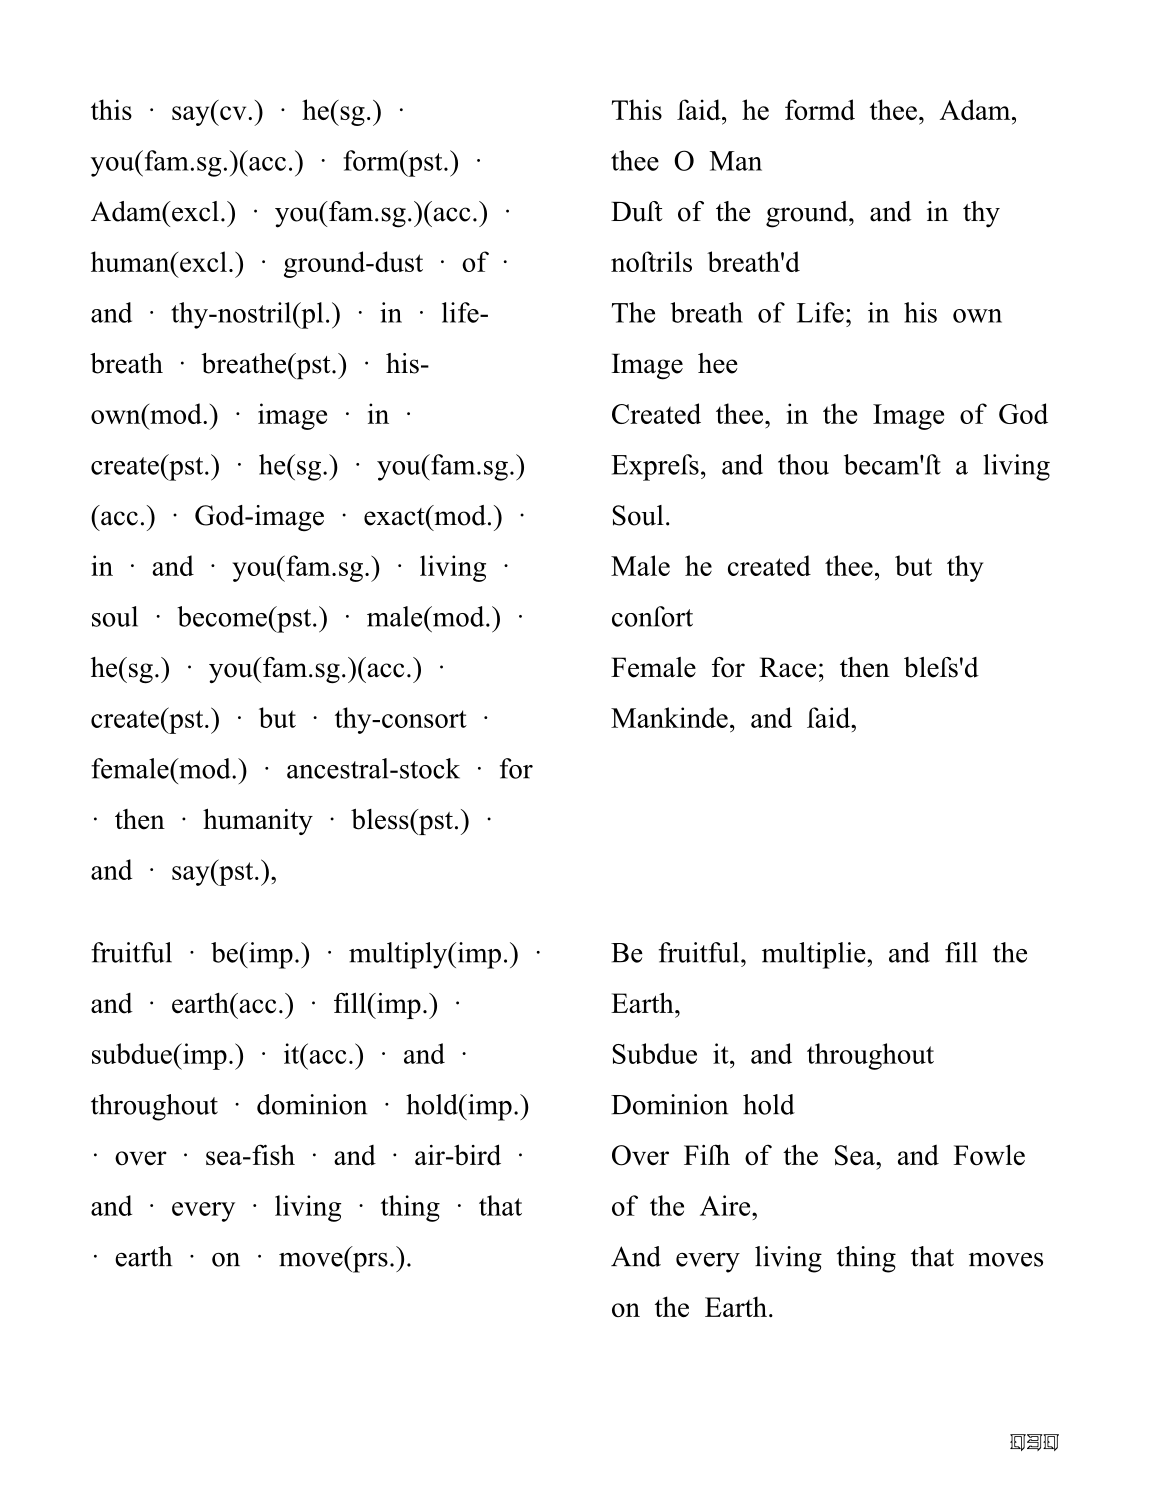 this · say(cv.) · he(sg.) ·
you(fam.sg.)(acc.) · form(pst.) ·
Adam(excl.) · you(fam.sg.)(acc.) ·
human(excl.) · ground-dust · of ·
and · thy-nostril(pl.) · in · life-
breath · breathe(pst.) · his-
own(mod.) · image · in ·
create(pst.) · he(sg.) · you(fam.sg.)
(acc.) · God-image · exact(mod.) ·
in · and · you(fam.sg.) · living ·
soul · become(pst.) · male(mod.) ·
he(sg.) · you(fam.sg.)(acc.) ·
create(pst.) · but · thy-consort ·
female(mod.) · ancestral-stock · for
· then · humanity · bless(pst.) ·
and · say(pst.),
This ſaid, he formd thee, Adam,
thee O Man
Duſt of the ground, and in thy
noſtrils breath'd
The breath of Life; in his own
Image hee
Created thee, in the Image of God
Expreſs, and thou becam'ſt a living
Soul.
Male he created thee, but thy
conſort
Female for Race; then bleſs'd
Mankinde, and ſaid,
fruitful · be(imp.) · multiply(imp.) ·
and · earth(acc.) · fill(imp.) ·
subdue(imp.) · it(acc.) · and ·
throughout · dominion · hold(imp.)
· over · sea-fish · and · air-bird ·
and · every · living · thing · that
· earth · on · move(prs.).
Be fruitful, multiplie, and fill the
Earth,
Subdue it, and throughout
Dominion hold
Over Fiſh of the Sea, and Fowle
of the Aire,
And every living thing that moves
on the Earth.